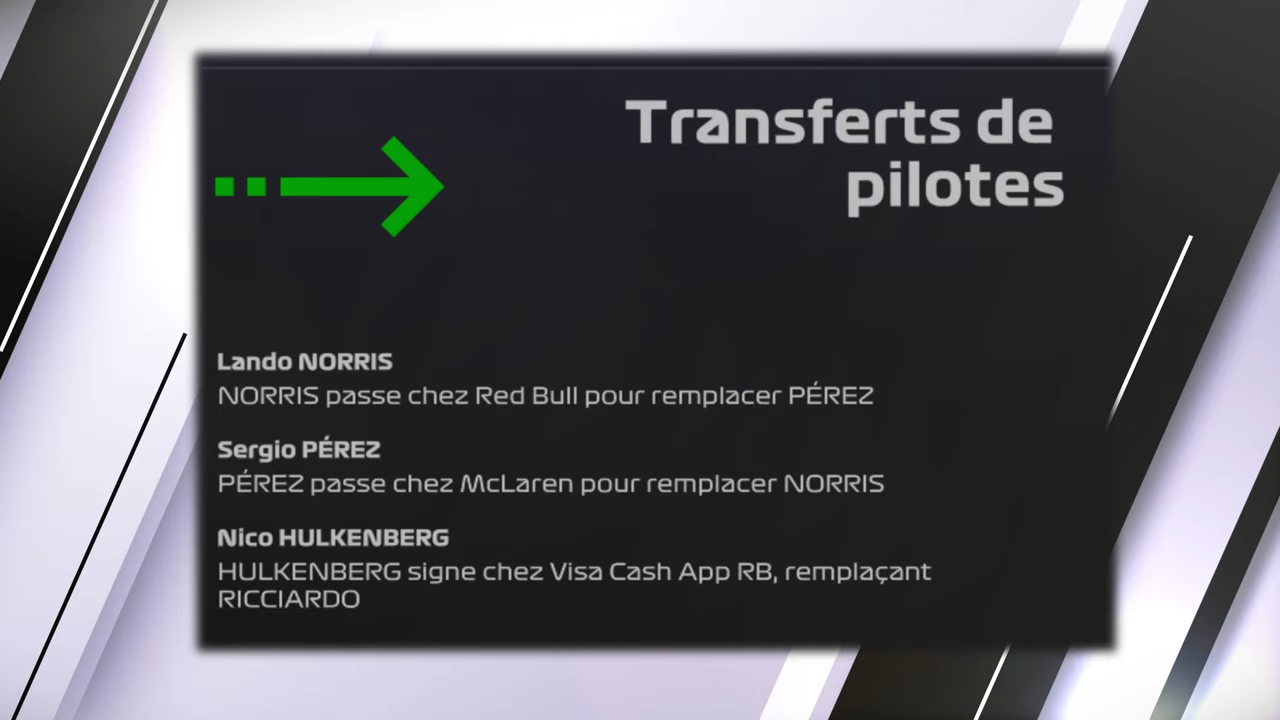 Transferts de
pilotes
Lando NORRIS
NORRIS passe chez Red Bull pour remplacer PÉREZ
Sergio PÉREZ
PÉREZ passe chez McLaren pour remplacer NORRIS
Nico HULKENBERG
HULKENBERG signe chez Visa Cash App RB, remplaçant
RICCIARDO